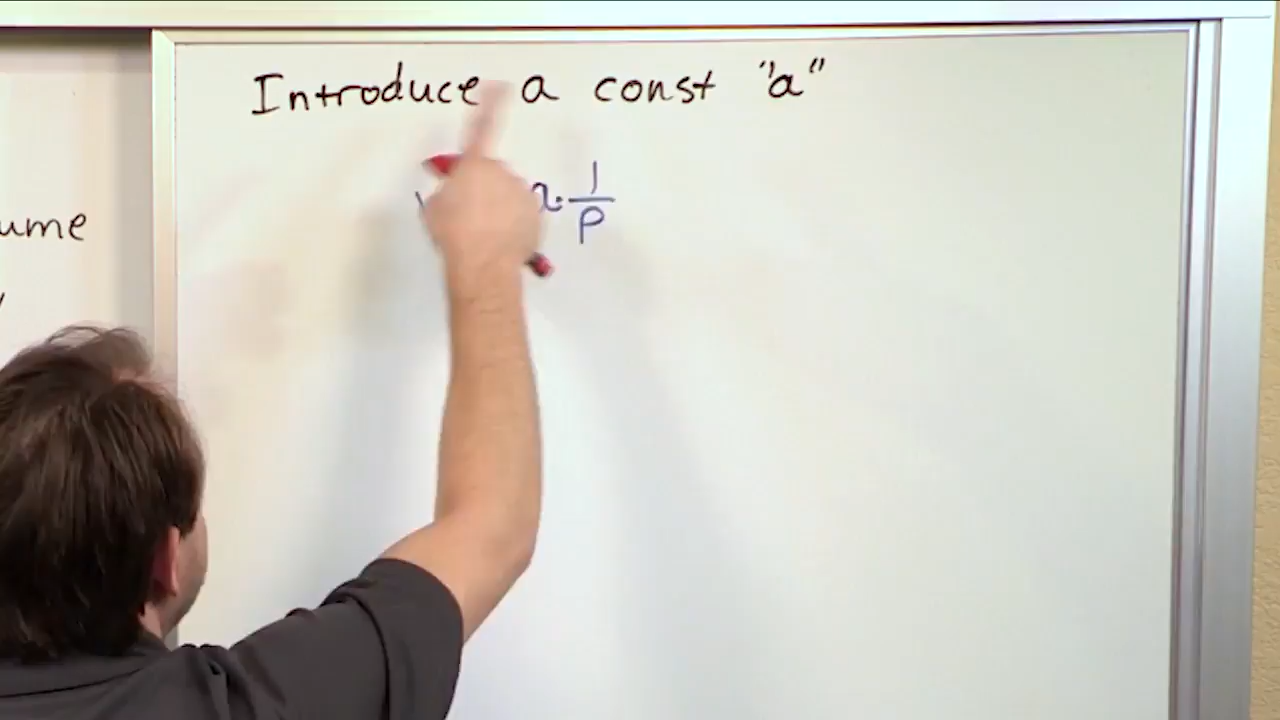 Introduce a const "a"
a · 1/P
ume